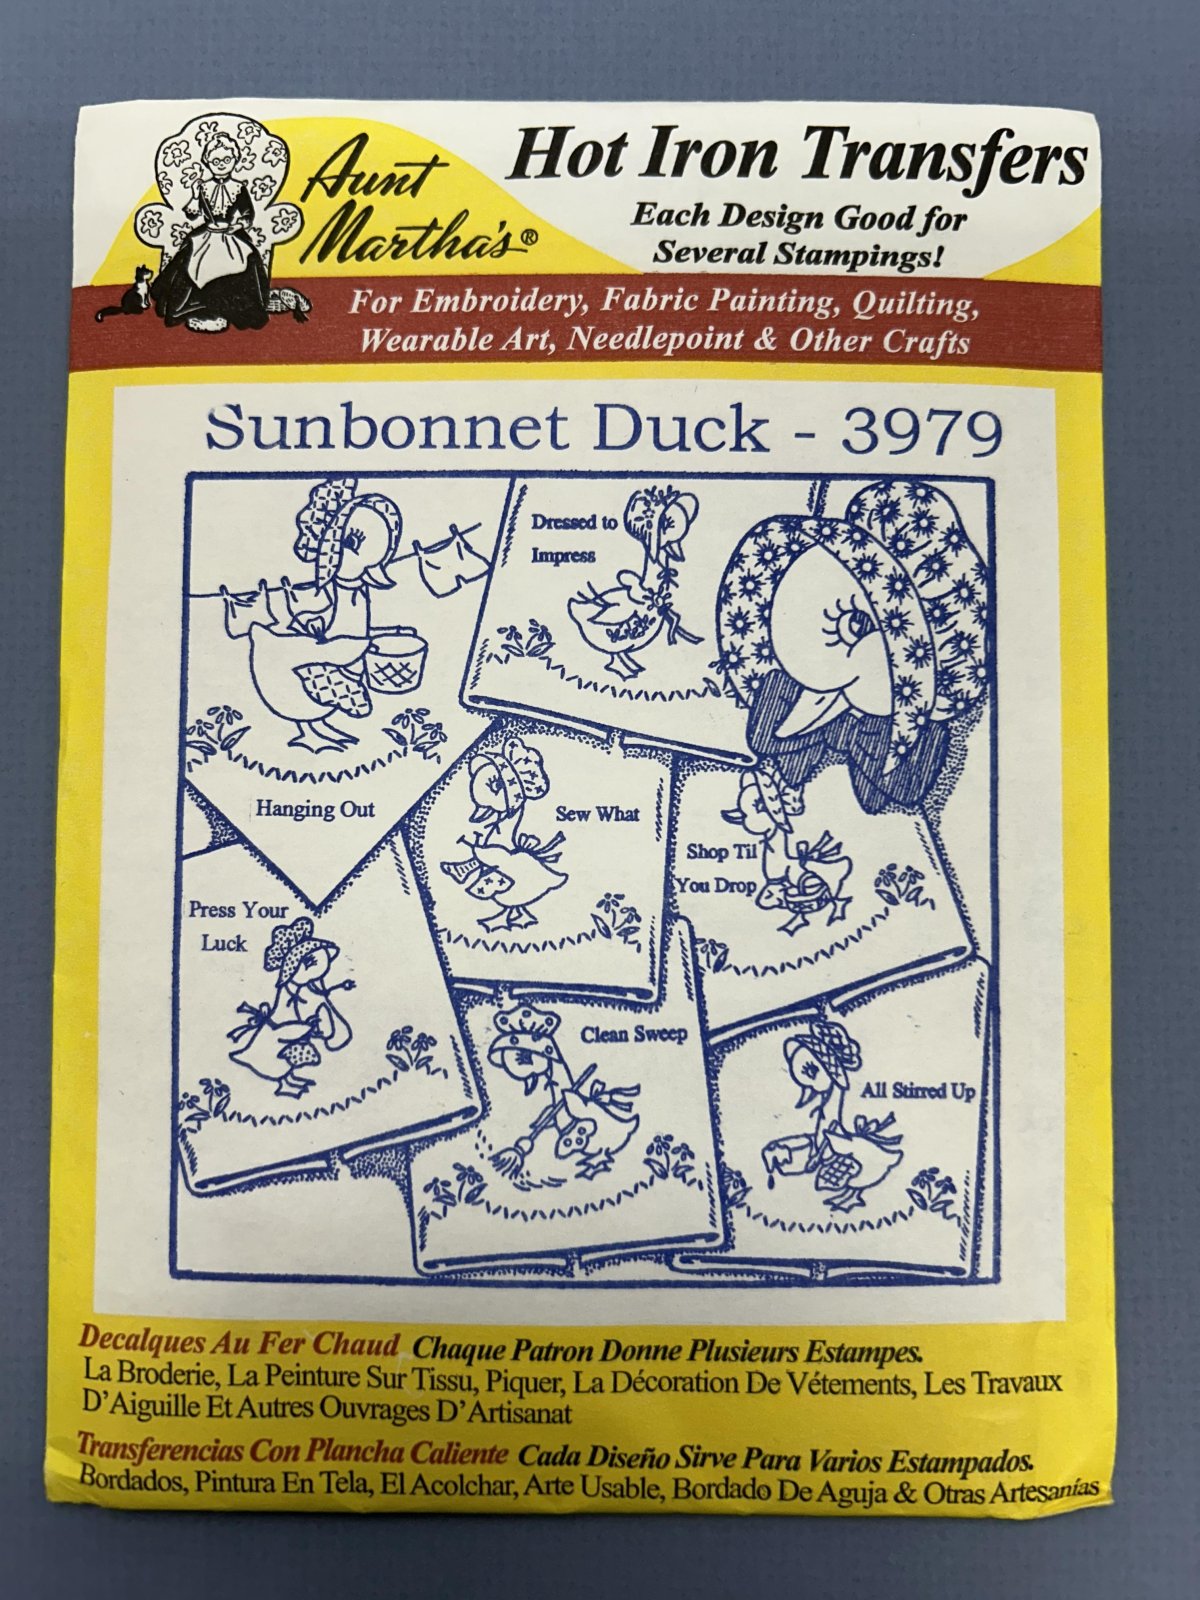 Aunt
Martha's®
Hot Iron Transfers
Each Design Good for
Several Stampings!
For Embroidery, Fabric Painting, Quilting,
Wearable Art, Needlepoint & Other Crafts
Sunbonnet Duck - 3979
Dressed to
Impress
Hanging Out
Sew What
Shop Til
You Drop
Press Your
Luck
Clean Sweep
All Stirred Up
Decalques Au Fer Chaud Chaque Patron Donne Plusieurs Estampes.
La Broderie, La Peinture Sur Tissu, Piquer, La Décoration De Vétements, Les Travaux
D'Aiguille Et Autres Ouvrages D'Artisanat
Transferencias Con Plancha Caliente Cada Diseño Sirve Para Varios Estampados.
Bordados, Pintura En Tela, El Acolchar, Arte Usable, Bordado De Aguja & Otras Artesanías